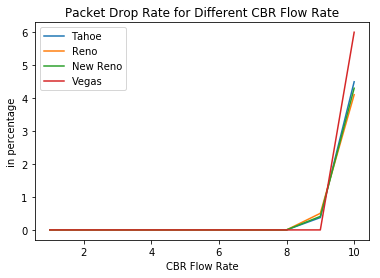 Packet Drop Rate for Different CBR Flow Rate
Tahoe
Reno
New Reno
Vegas
in percentage
6
5
4
3
2
1
0
2 4 6 8 10
CBR Flow Rate